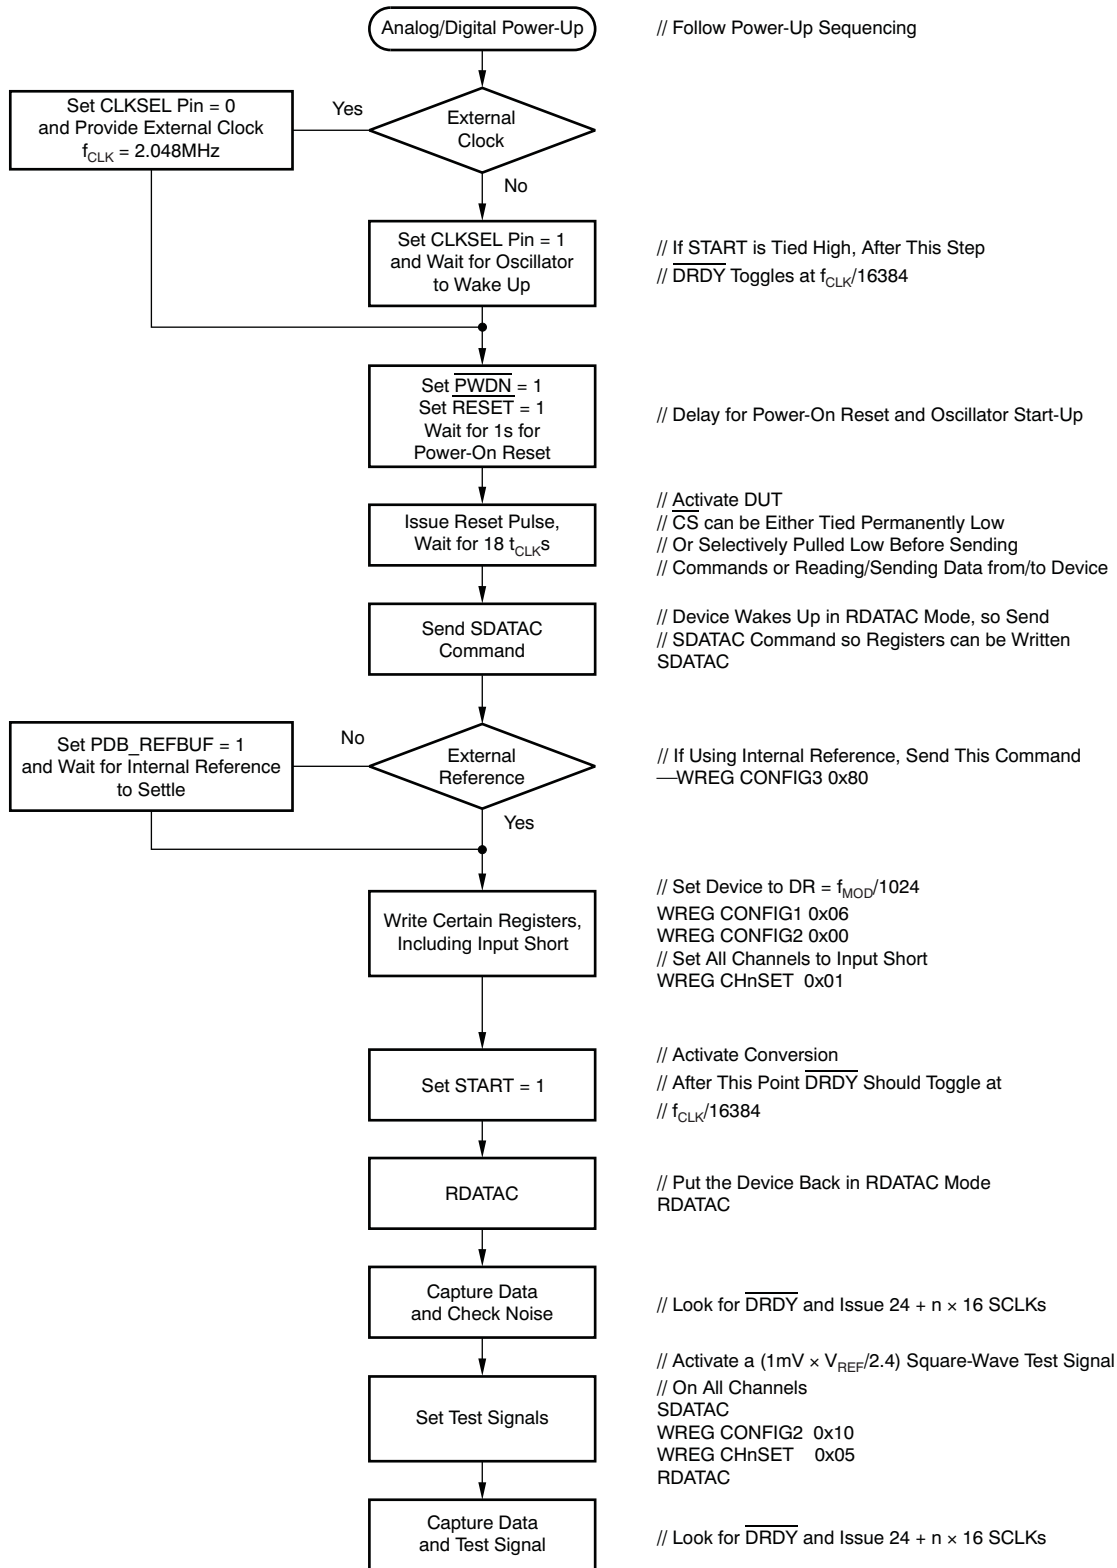 Analog/Digital Power-Up
// Follow Power-Up Sequencing
Set CLKSEL Pin = 0
and Provide External Clock
f_CLK = 2.048MHz
Yes
External
Clock
No
Set CLKSEL Pin = 1
and Wait for Oscillator
to Wake Up
// If START is Tied High, After This Step
// DRDY Toggles at f_CLK/16384
Set PWDN = 1
Set RESET = 1
Wait for 1s for
Power-On Reset
// Delay for Power-On Reset and Oscillator Start-Up
Issue Reset Pulse,
Wait for 18 t_CLKs
// Activate DUT
// CS can be Either Tied Permanently Low
// Or Selectively Pulled Low Before Sending
// Commands or Reading/Sending Data from/to Device
Send SDATAC
Command
// Device Wakes Up in RDATAC Mode, so Send
// SDATAC Command so Registers can be Written
SDATAC
Set PDB_REFBUF = 1
and Wait for Internal Reference
to Settle
No
External
Reference
Yes
// If Using Internal Reference, Send This Command
—WREG CONFIG3 0x80
Write Certain Registers,
Including Input Short
// Set Device to DR = f_MOD/1024
WREG CONFIG1 0x06
WREG CONFIG2 0x00
// Set All Channels to Input Short
WREG CHnSET 0x01
Set START = 1
// Activate Conversion
// After This Point DRDY Should Toggle at
// f_CLK/16384
RDATAC
// Put the Device Back in RDATAC Mode
RDATAC
Capture Data
and Check Noise
// Look for DRDY and Issue 24 + n × 16 SCLKs
Set Test Signals
// Activate a (1mV × V_REF/2.4) Square-Wave Test Signal
// On All Channels
SDATAC
WREG CONFIG2 0x10
WREG CHnSET 0x05
RDATAC
Capture Data
and Test Signal
// Look for DRDY and Issue 24 + n × 16 SCLKs